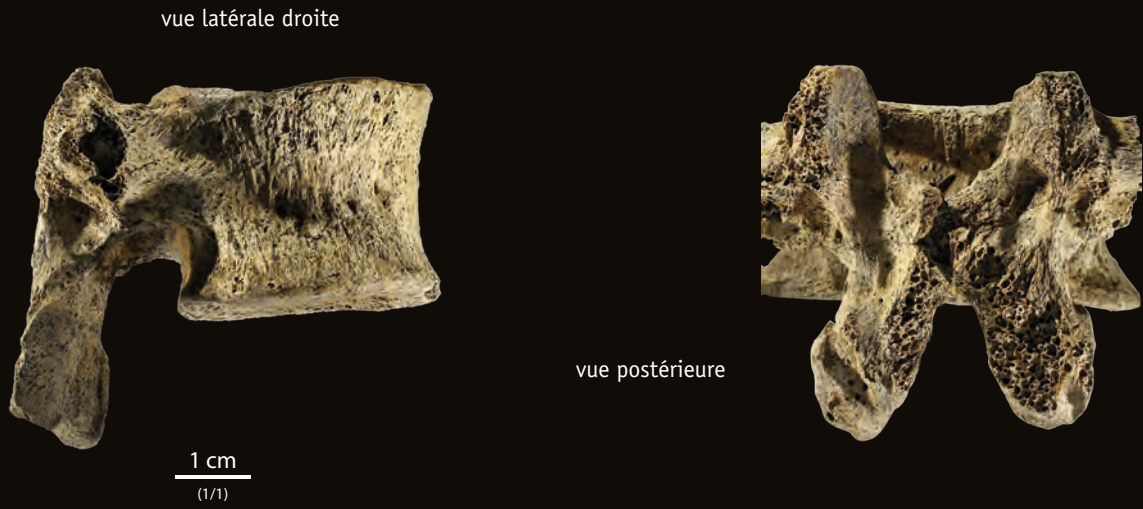 vue latérale droite
vue postérieure
1 cm
(1/1)